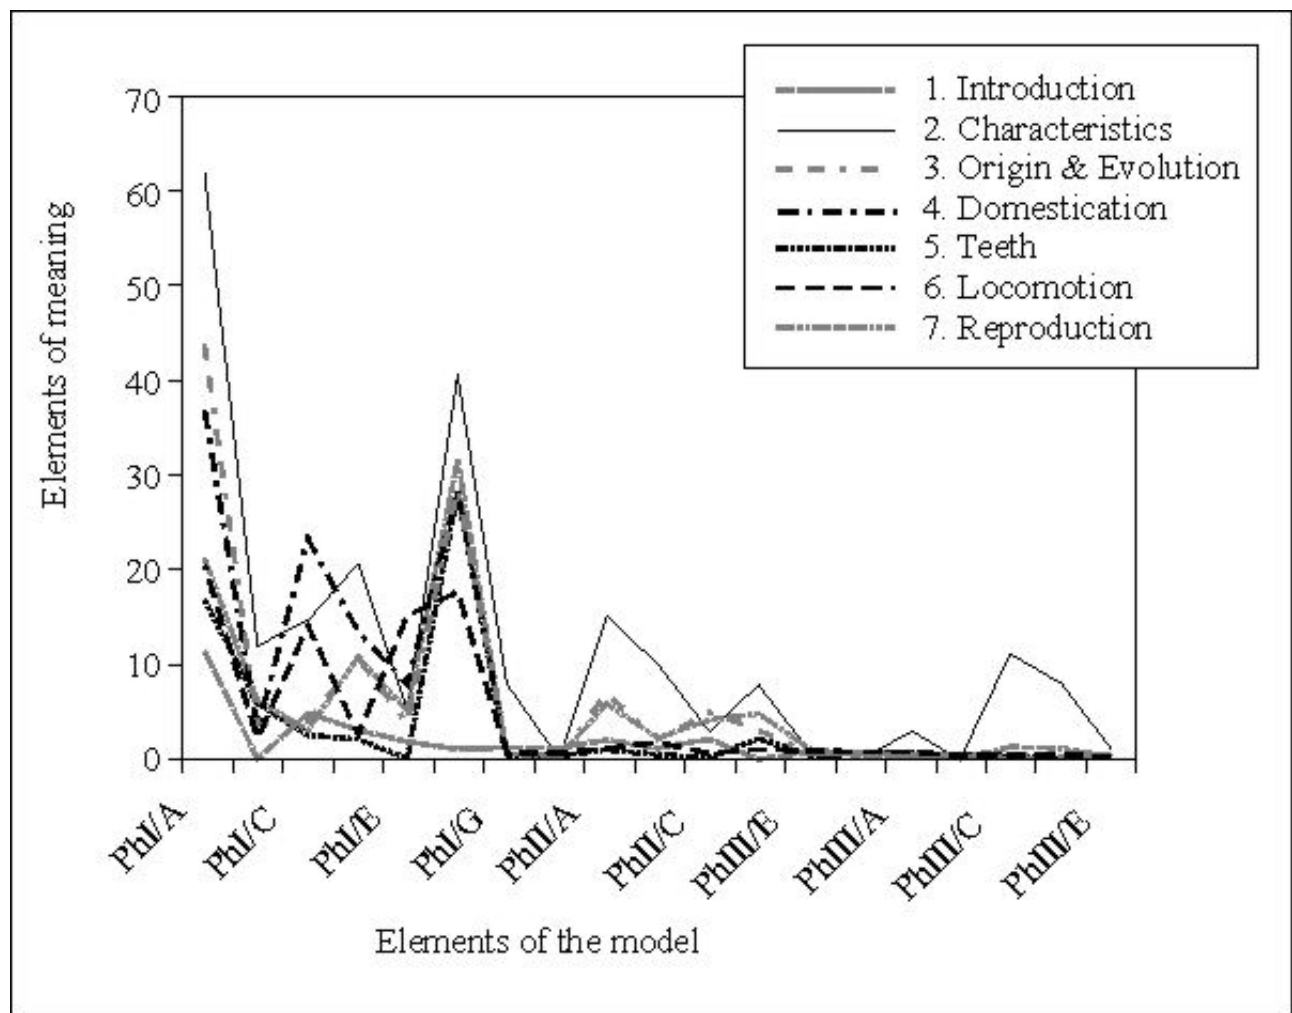 1. Introduction
2. Characteristics
3. Origin & Evolution
4. Domestication
5. Teeth
6. Locomotion
7. Reproduction
70
60
50
40
30
20
10
0
Elements of meaning
PhI/A
PhI/C
PhI/E
PhI/G
PhII/A
PhII/C
PhIII/E
PhIII/A
PhIII/C
PhIII/E
Elements of the model